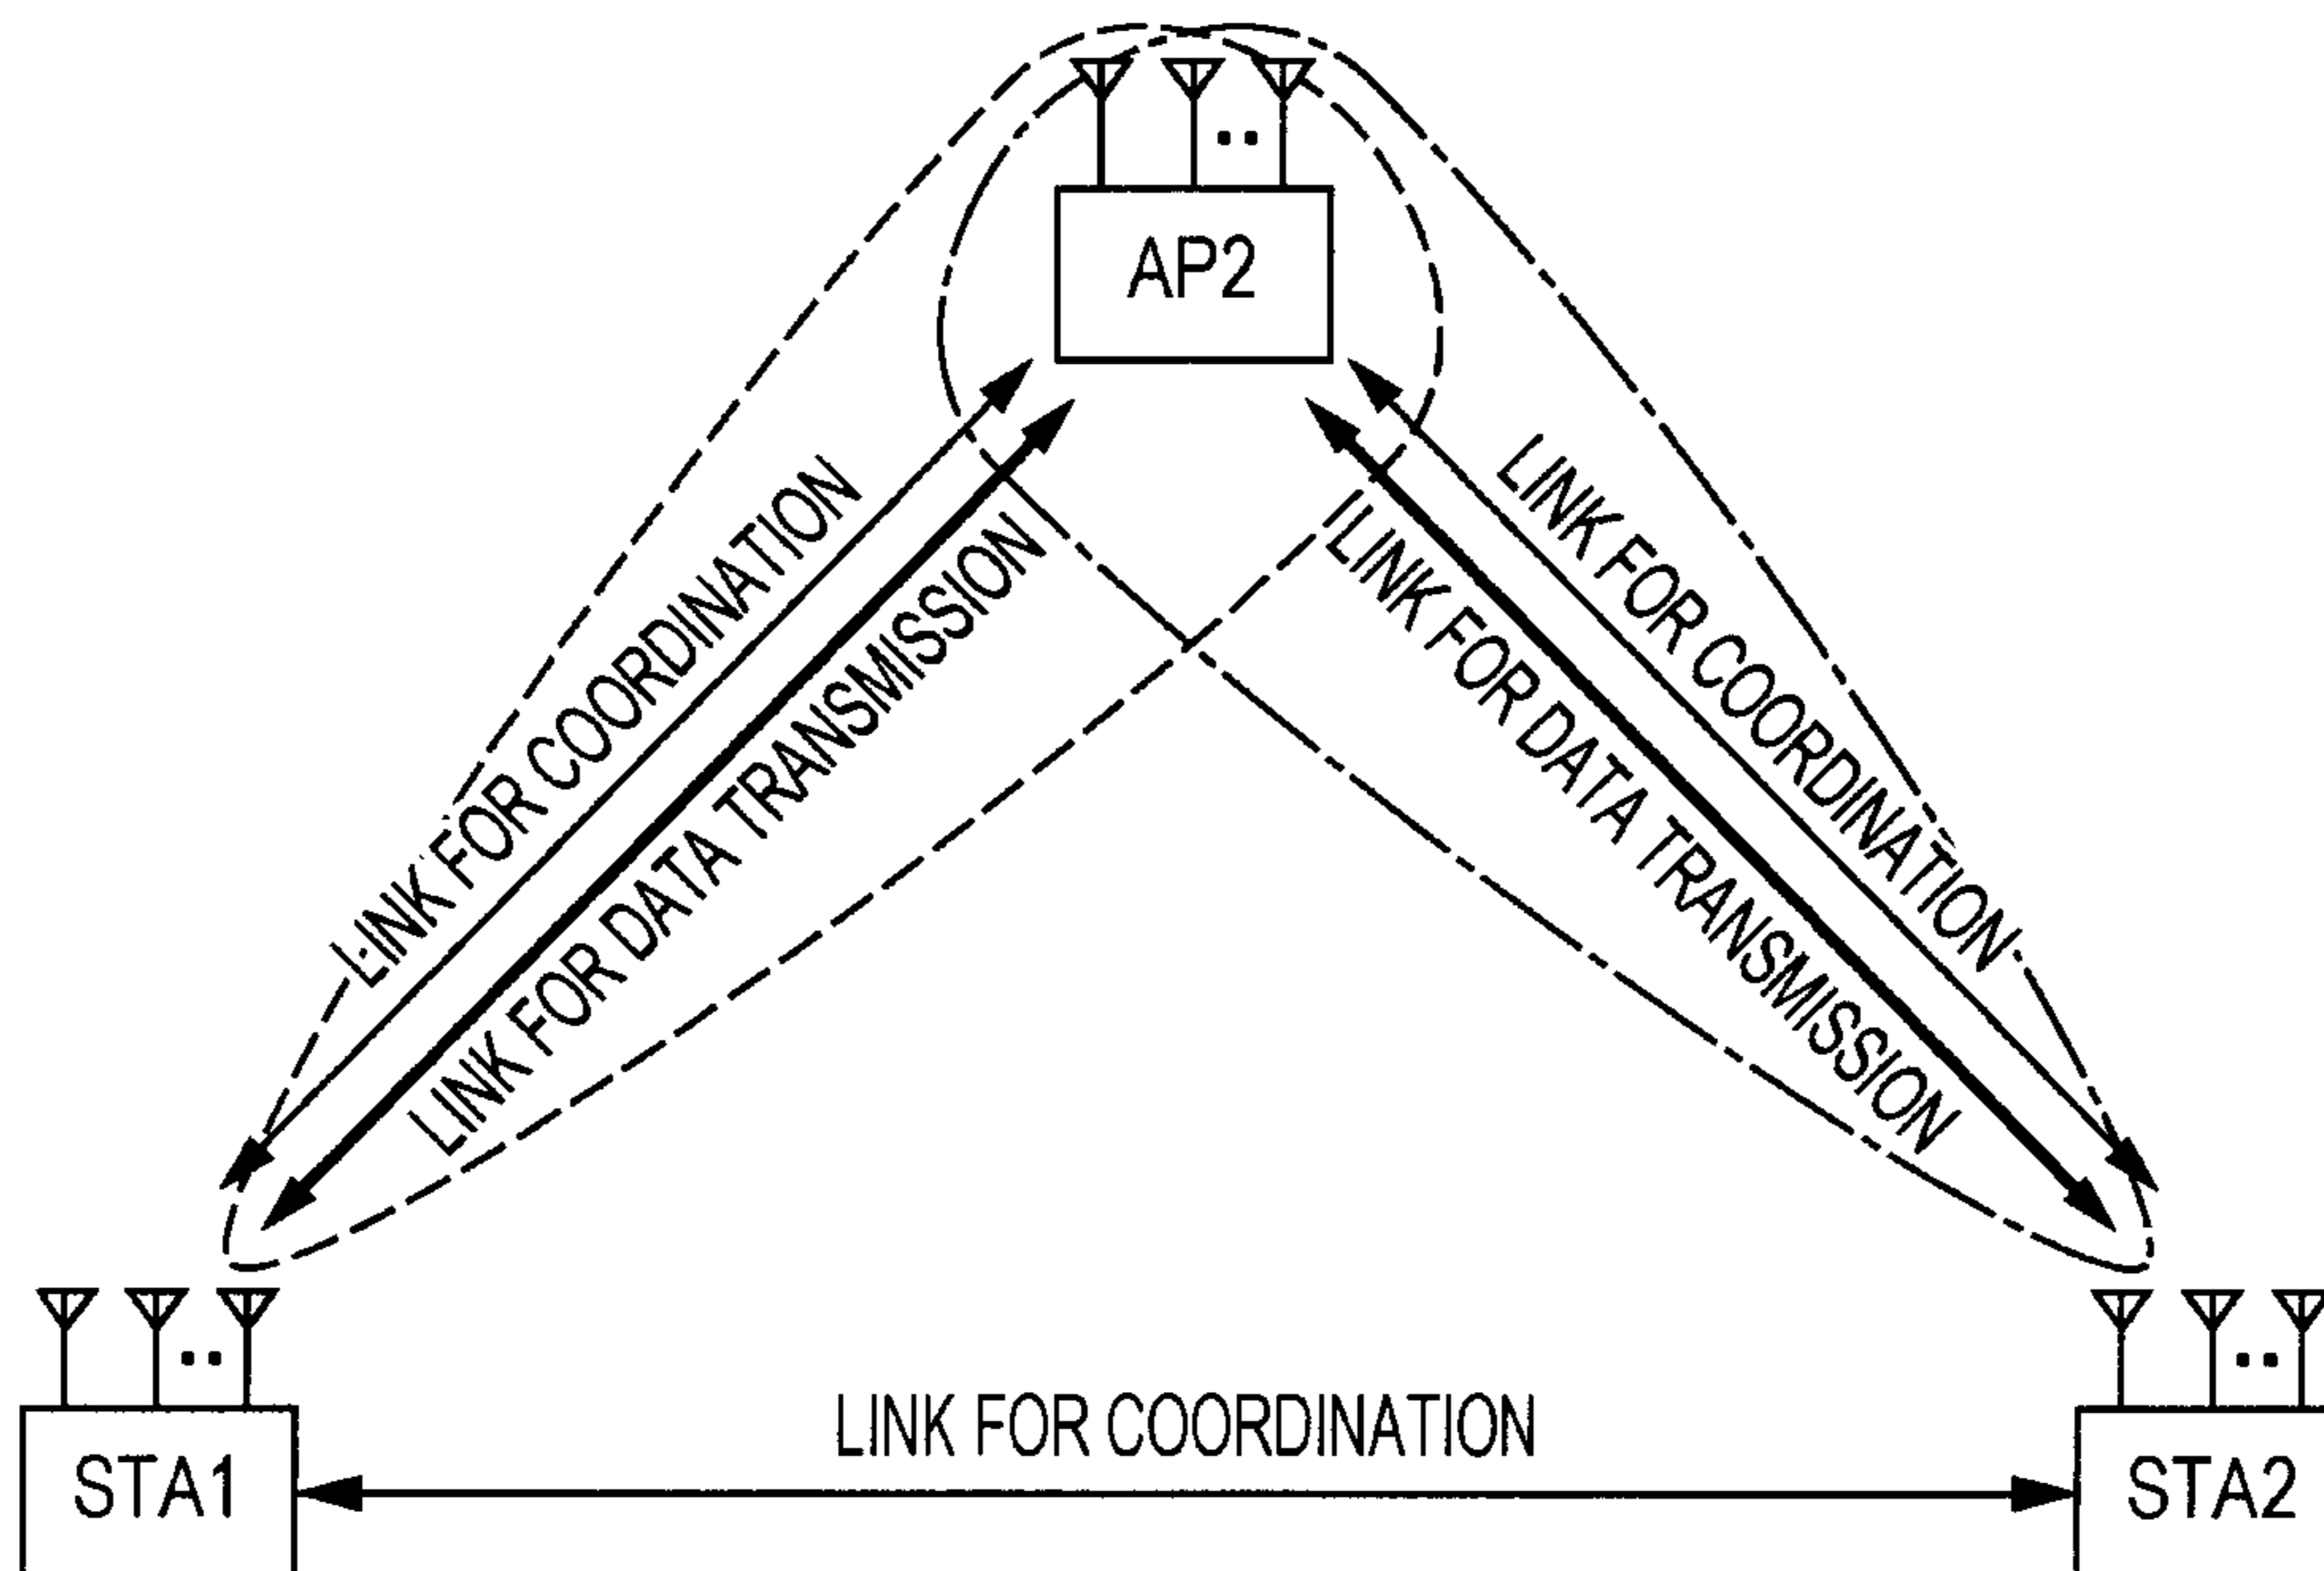 AP2
LINK FOR COORDINATION
LINK FOR DATA TRANSMISSION
LINK FOR COORDINATION
LINK FOR DATA TRANSMISSION
LINK FOR COORDINATION
STA1
STA2